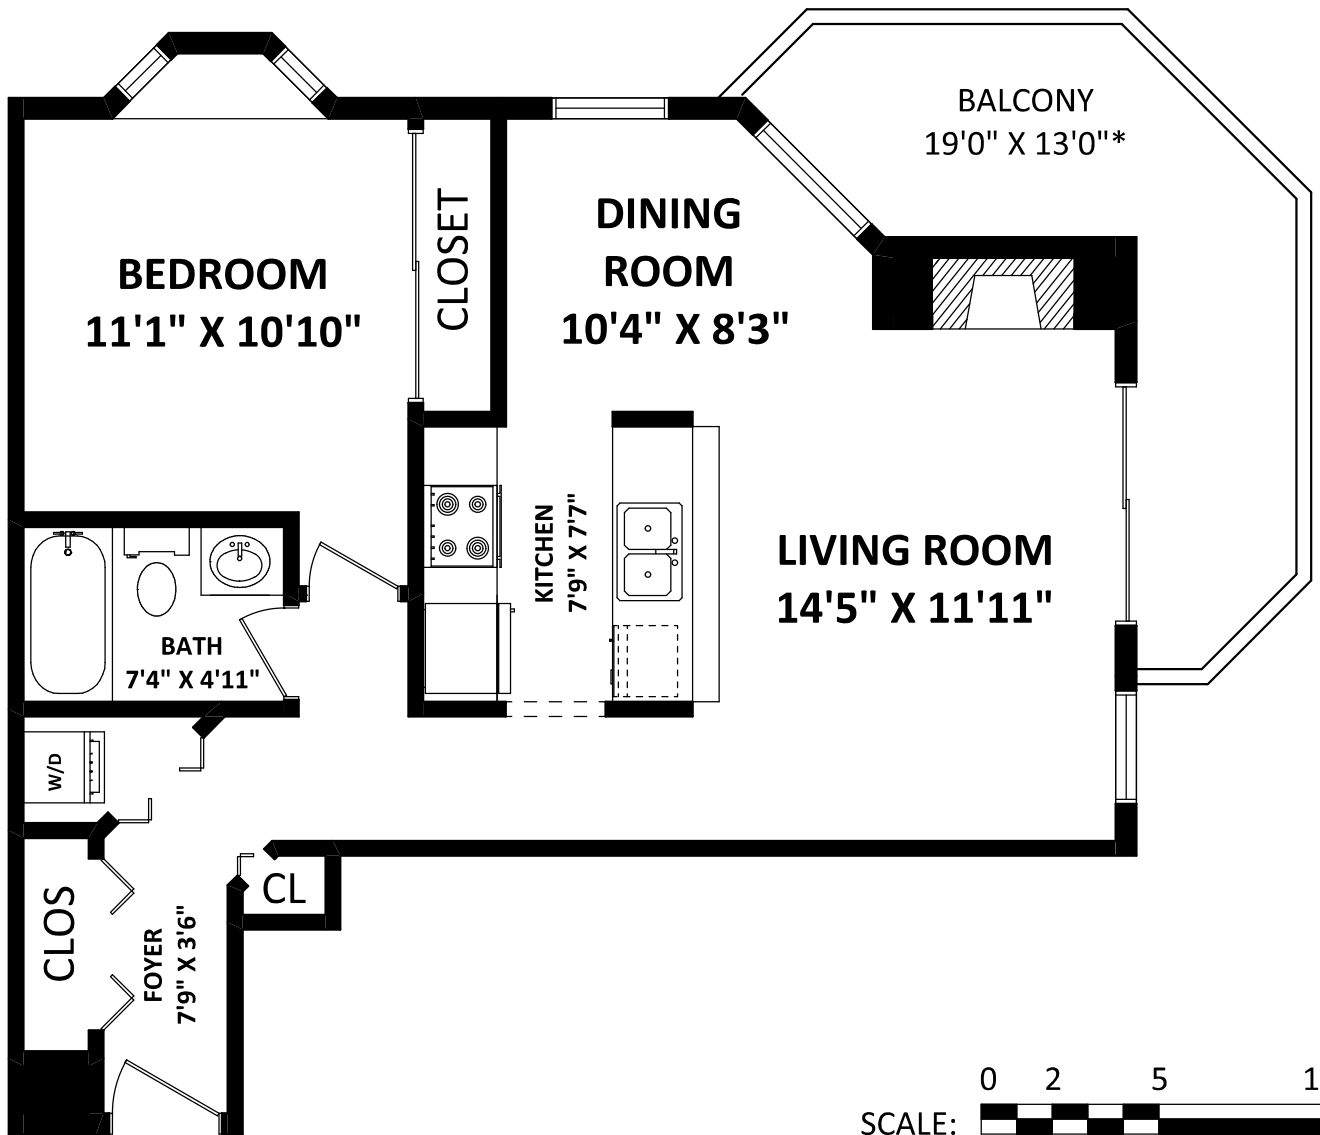 BALCONY
19'0" X 13'0"*
DINING
ROOM
10'4" X 8'3"
BEDROOM
11'1" X 10'10"
CLOSET
KITCHEN
7'9" X 7'7"
LIVING ROOM
14'5" X 11'11"
BATH
7'4" X 4'11"
W/D
CL
CLOS
FOYER
7'9" X 3'6"
0 2 5 1
SCALE: